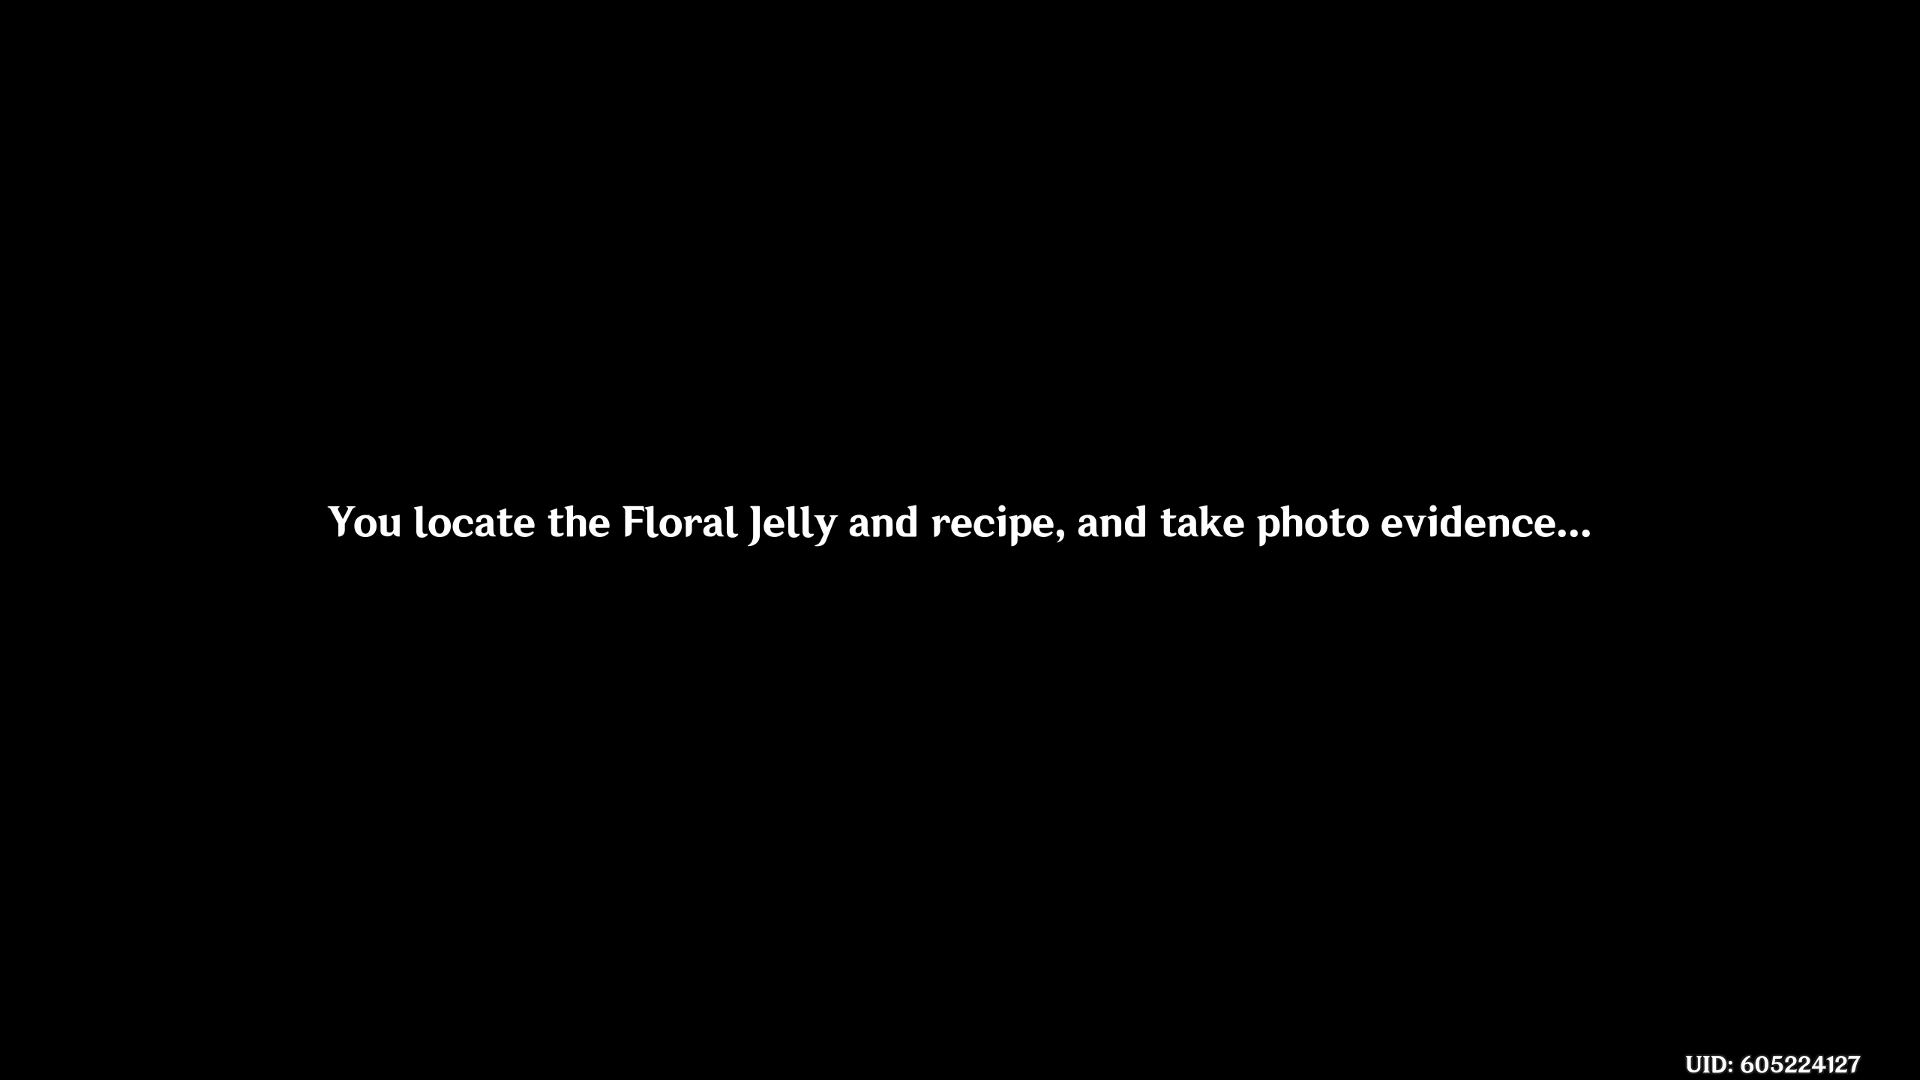 You locate the Floral Jelly and recipe, and take photo evidence...
UID: 605224127